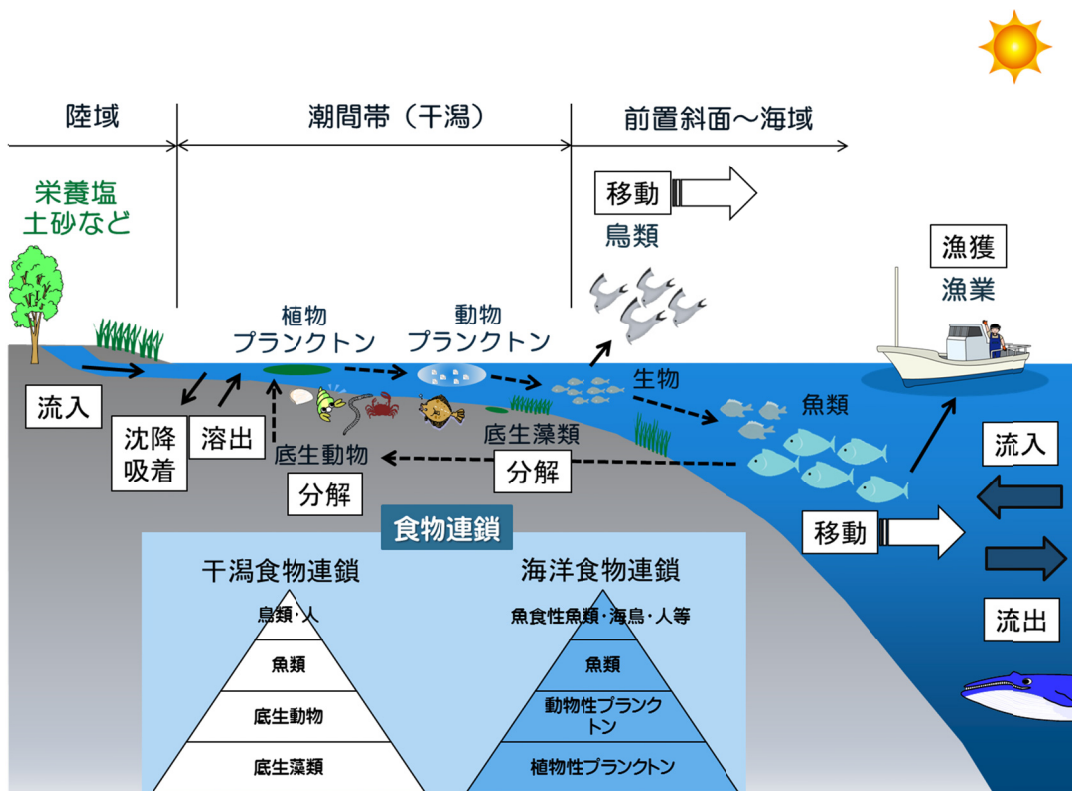 陸域
潮間帯（干潟）
前置斜面～海域
栄養塩
土砂など
移動
鳥類
漁獲
漁業
植物
プランクトン
動物
プランクトン
生物
魚類
流入
沈降
吸着
溶出
底生動物
分解
底生藻類
分解
流入
移動
流出
食物連鎖
干潟食物連鎖
鳥類・人
魚類
底生動物
底生藻類
海洋食物連鎖
魚食性魚類・海鳥・人等
魚類
動物性プランク
トン
植物性プランクトン